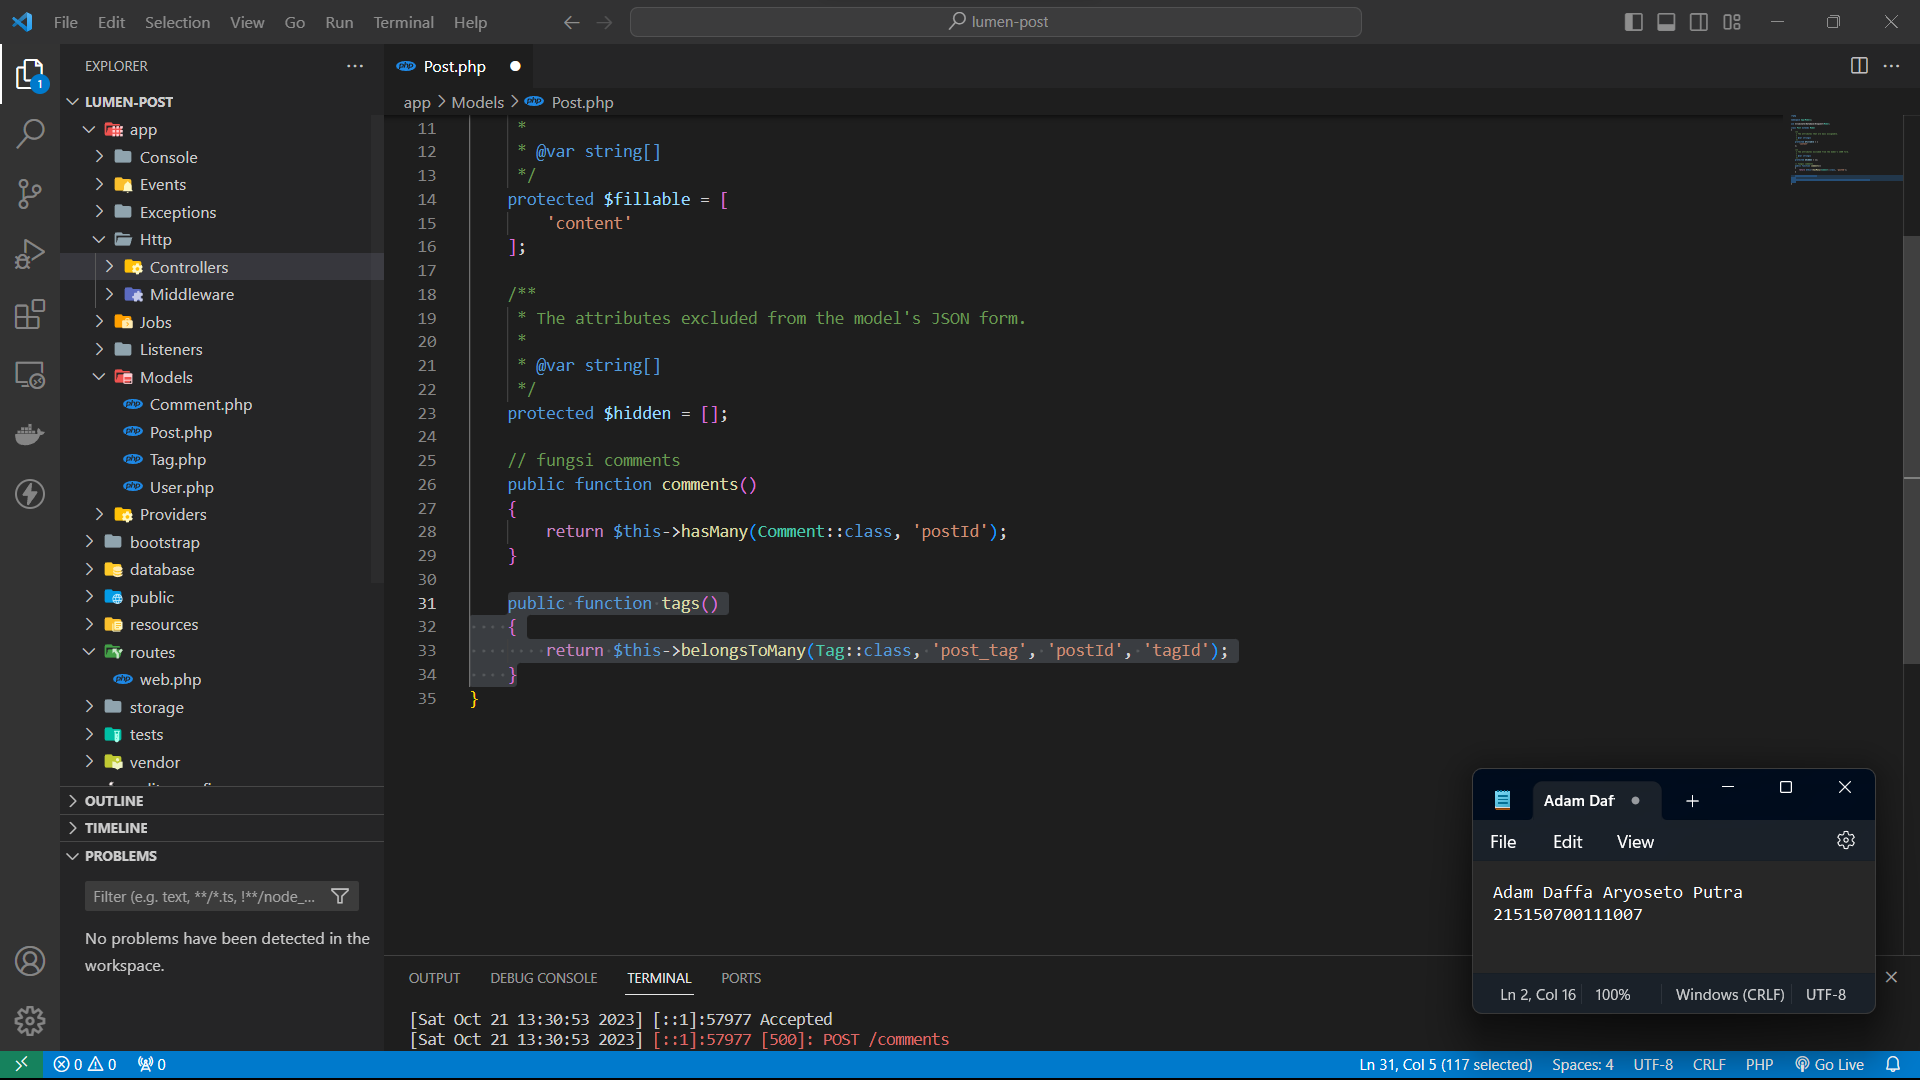 File Edit Selection View Go Run Terminal Help
lumen-post
EXPLORER
1
LUMEN-POST
app
Console
Events
Exceptions
Http
Controllers
Middleware
Jobs
Listeners
Models
Comment.php
Post.php
Tag.php
User.php
Providers
bootstrap
database
public
resources
routes
web.php
storage
tests
vendor
OUTLINE
TIMELINE
PROBLEMS
Filter (e.g. text, **/*.ts, !**/node_...
No problems have been detected in the
workspace.
php Post.php
app > Models > php Post.php
11 *
12 * @var string[]
13 */
14 protected $fillable = [
15 'content'
16 ];
17
18 /**
19 * The attributes excluded from the model's JSON form.
20 *
21 * @var string[]
22 */
23 protected $hidden = [];
24
25 // fungsi comments
26 public function comments()
27 {
28 return $this->hasMany(Comment::class, 'postId');
29 }
30
31 public function tags()
32 {
33 return $this->belongsToMany(Tag::class, 'post_tag', 'postId', 'tagId');
34 }
35 }
OUTPUT DEBUG CONSOLE TERMINAL PORTS
[Sat Oct 21 13:30:53 2023] [::1]:57977 Accepted
[Sat Oct 21 13:30:53 2023] [::1]:57977 [500]: POST /comments
Adam Daf
File Edit View
Adam Daffa Aryoseto Putra
215150700111007
Ln 2, Col 16 100% Windows (CRLF) UTF-8
0 0 0 Ln 31, Col 5 (117 selected) Spaces: 4 UTF-8 CRLF PHP Go Live